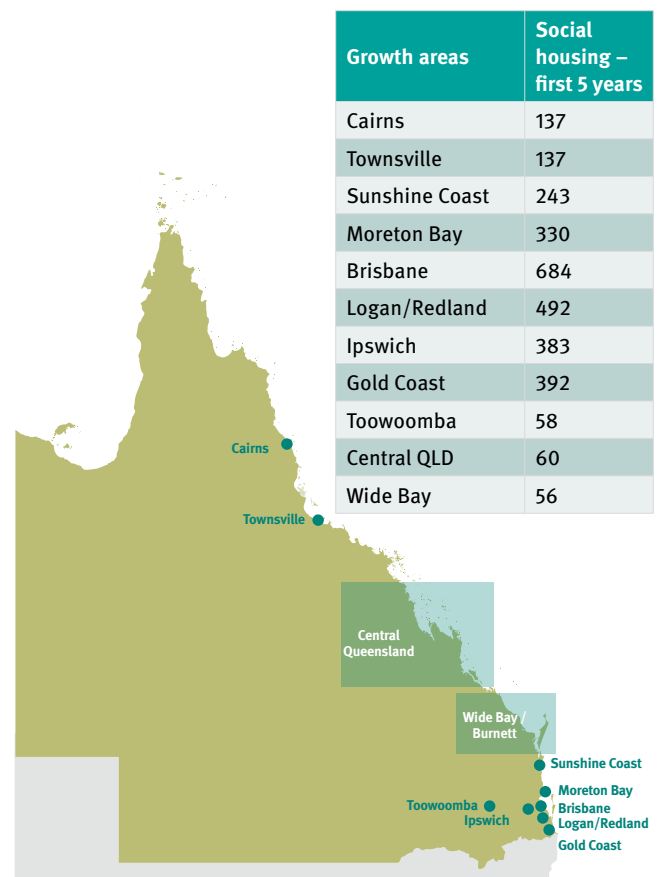 Growth areas
Social
housing –
first 5 years
Cairns 137
Townsville 137
Sunshine Coast 243
Moreton Bay 330
Brisbane 684
Logan/Redland 492
Ipswich 383
Gold Coast 392
Toowoomba 58
Central QLD 60
Wide Bay 56
Cairns
Townsville
Central
Queensland
Wide Bay /
Burnett
Sunshine Coast
Moreton Bay
Toowoomba
Brisbane
Ipswich
Logan/Redland
Gold Coast